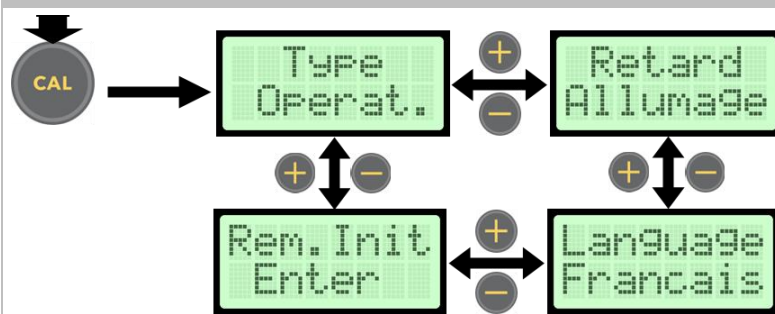 CAL
Type
Operat.
+
−
Retard
Allumage
+
−
+
−
Rem.Init
Enter
+
−
Language
Francais